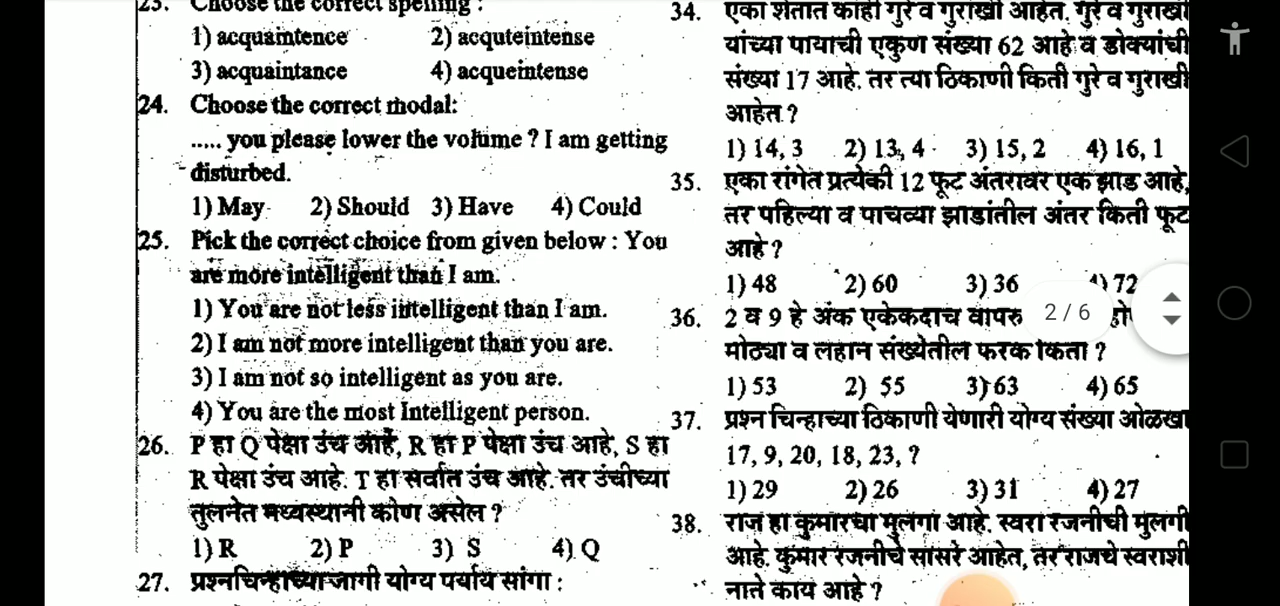 23. Choose the correct spelling :
1) acquaintence 2) acquteintense
3) acquaintance 4) acqueintense
24. Choose the correct modal:
..... you please lower the volume ? I am getting
disturbed.
1) May 2) Should 3) Have 4) Could
25. Pick the correct choice from given below : You
are more intelligent than I am.
1) You are not less intelligent than I am.
2) I am not more intelligent than you are.
3) I am not so intelligent as you are.
4) You are the most Intelligent person.
26. P हा Q पेक्षा उंच आहे, R हा P पेक्षा उंच आहे, S हा
R पेक्षा उंच आहे. T हा सर्वात उंच आहे. तर उंचीच्या
तुलनेत मध्यस्थानी कोण असेल ?
1) R 2) P 3) S 4) Q
27. प्रश्नचिन्हाच्या जागी योग्य पर्याय सांगा :
34. एका शेतात काही गुरे व गुराखी आहेत. गुरे व गुराखी
यांच्या पायाची एकुण संख्या 62 आहे व डोक्यांची
संख्या 17 आहे. तर त्या ठिकाणी किती गुरे व गुराखी
आहेत ?
1) 14, 3 2) 13, 4 3) 15, 2 4) 16, 1
35. एका रांगेत प्रत्येकी 12 फूट अंतरावर एक झाड आहे,
तर पहिल्या व पाचव्या झाडांतील अंतर किती फूट
आहे ?
1) 48 2) 60 3) 36 4) 72
36. 2 व 9 हे अंक एकेकदाच वापरु
मोठ्या व लहान संख्येतील फरक किती ?
1) 53 2) 55 3) 63 4) 65
37. प्रश्न चिन्हाच्या ठिकाणी येणारी योग्य संख्या ओळखा
17, 9, 20, 18, 23, ?
1) 29 2) 26 3) 31 4) 27
38. राज हा कुमारचा मुलगा आहे. स्वरा रजनीची मुलगी
आहे. कुमार रजनीचे सासरे आहेत, तर राजचे स्वराशी
नाते काय आहे ?
2 / 6